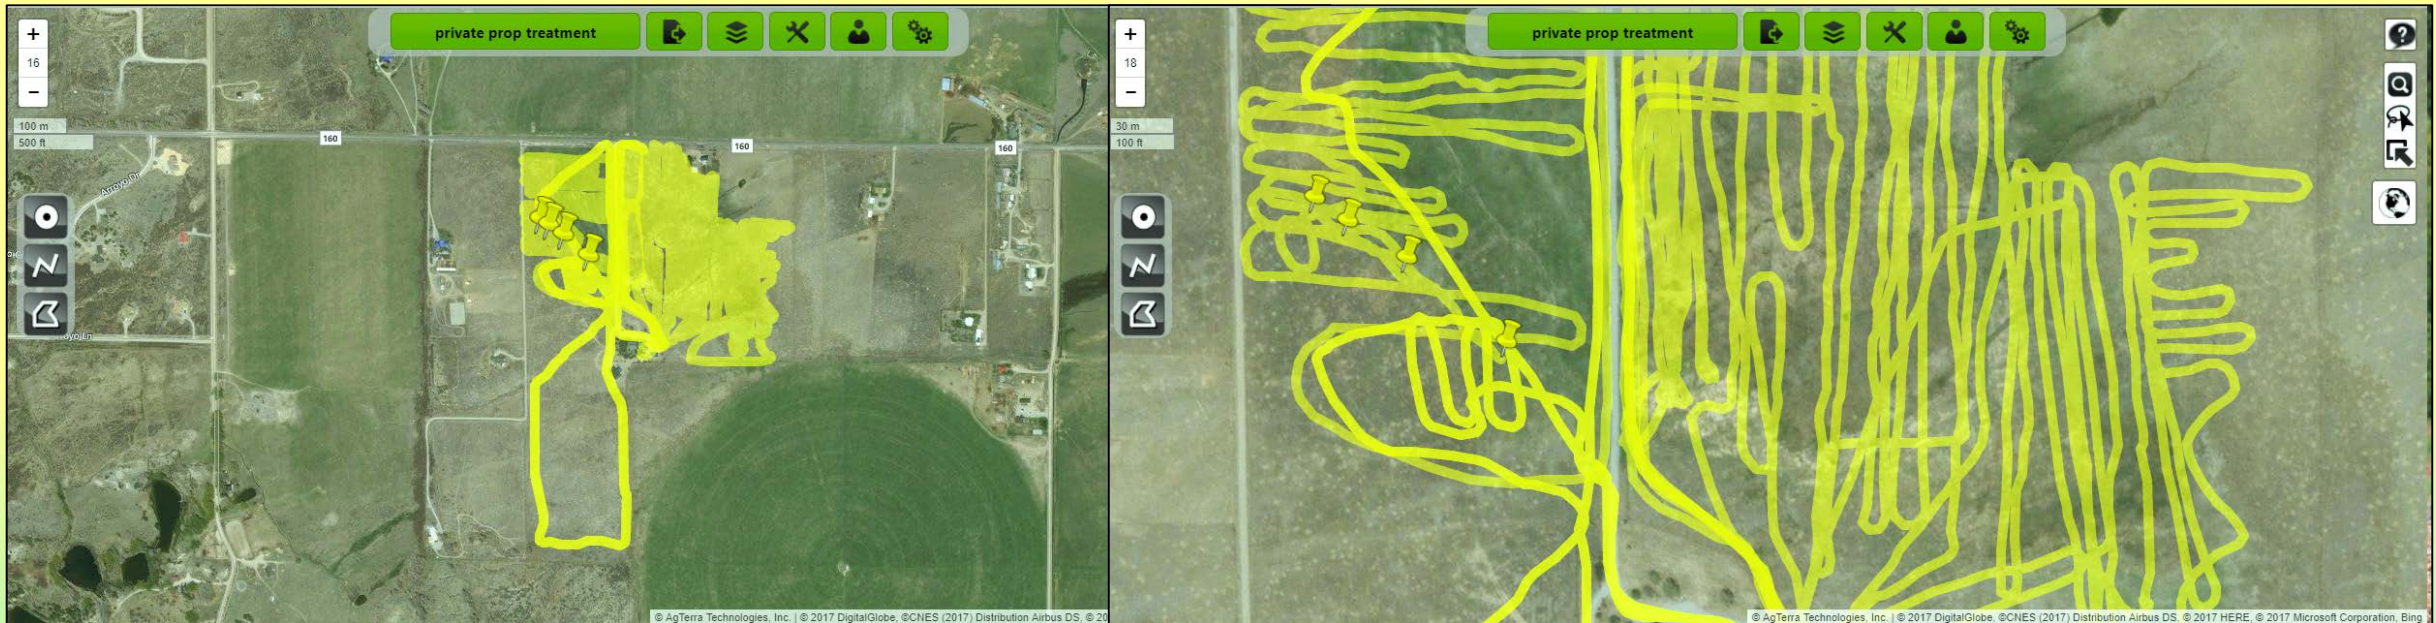 +
16
−
private prop treatment
100 m
500 ft
160
160
160
Arroyo Dr
© AgTerra Technologies, Inc. | © 2017 DigitalGlobe, ©CNES (2017) Distribution Airbus DS, © 20
+
18
−
private prop treatment
30 m
100 ft
?
© AgTerra Technologies, Inc. | © 2017 DigitalGlobe, ©CNES (2017) Distribution Airbus DS, © 2017 HERE, © 2017 Microsoft Corporation, Bing